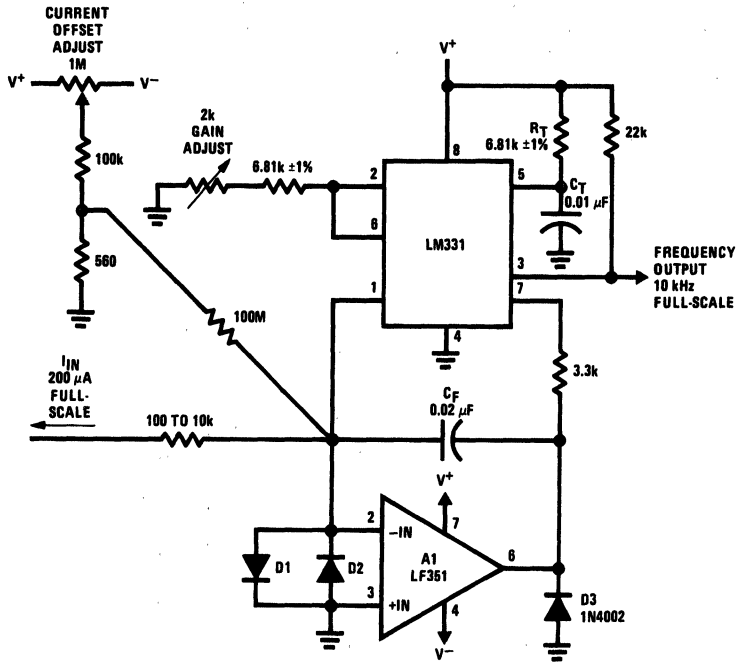 CURRENT
OFFSET
ADJUST
1M
V+
V−
100k
560
2k
GAIN
ADJUST
6.81k ±1%
V+
RT
6.81k ±1%
22k
8
2
5
CT
0.01 µF
6
LM331
3
FREQUENCY
OUTPUT
10 kHz
FULL-SCALE
1
7
4
100M
3.3k
IIN
200 µA
FULL-
SCALE
100 TO 10k
CF
0.02 µF
V+
7
2
−IN
D1
D2
A1
LF351
6
3
+IN
4
V−
D3
1N4002